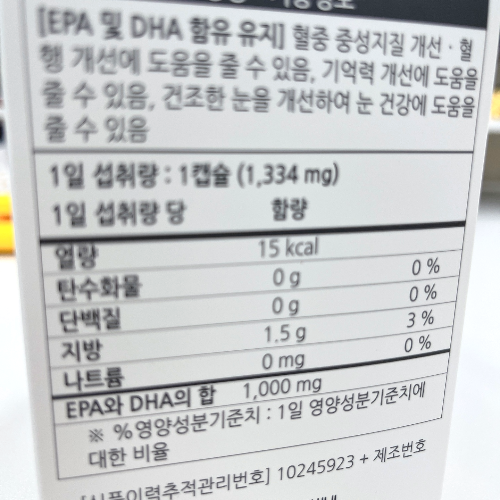 [EPA 및 DHA 함유 유지] 혈중 중성지질 개선 · 혈
행 개선에 도움을 줄 수 있음, 기억력 개선에 도움을
줄 수 있음, 건조한 눈을 개선하여 눈 건강에 도움을
줄 수 있음
1일 섭취량 : 1캡슐 (1,334 mg)
1일 섭취량 당 함량
열량 15 kcal
탄수화물 0 g 0 %
단백질 0 g 0 %
지방 1.5 g 3 %
나트륨 0 mg 0 %
EPA와 DHA의 합 1,000 mg
※ %영양성분기준치 : 1일 영양성분기준치에
대한 비율
[식품이력추적관리번호] 10245923 + 제조번호